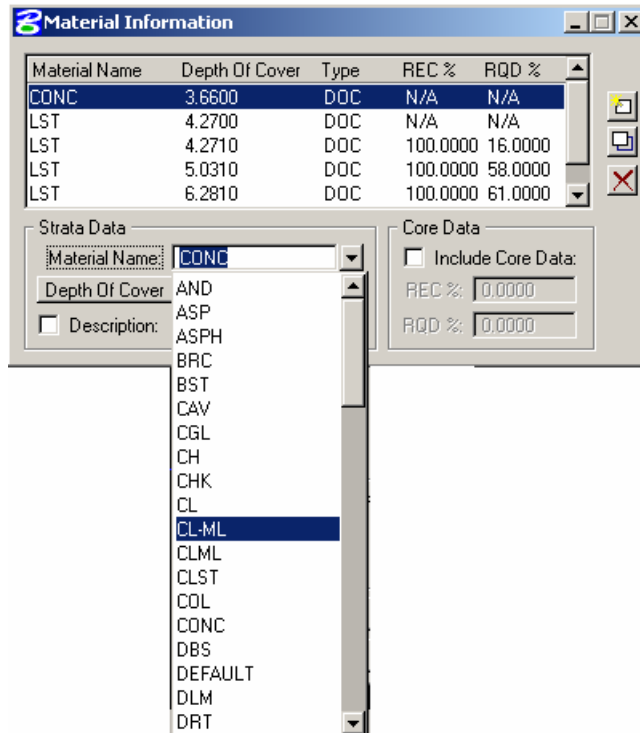 Material Information
Material Name Depth Of Cover Type REC % RQD %
CONC 3.6600 DOC N/A N/A
LST 4.2700 DOC N/A N/A
LST 4.2710 DOC 100.0000 16.0000
LST 5.0310 DOC 100.0000 58.0000
LST 6.2810 DOC 100.0000 61.0000
Strata Data Core Data
Material Name: CONC Include Core Data:
Depth Of Cover REC %: 0.0000
Description: RQD %: 0.0000
AND
ASP
ASPH
BRC
BST
CAV
CGL
CH
CHK
CL
CL-ML
CLML
CLST
COL
CONC
DBS
DEFAULT
DLM
DRT